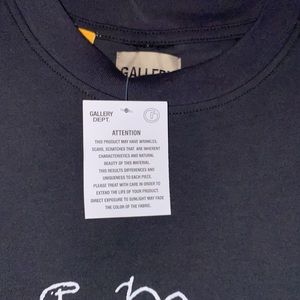 GALLERY
GALLERY
DEPT.
ATTENTION
THIS PRODUCT MAY HAVE WRINKLES,
SCARS, SCRATCHES THAT ARE INHERENT
CHARACTERISTICS AND NATURAL
BEAUTY OF THIS MATERIAL.
THIS RESULTS DIFFERENCES AND
UNIQUENESS TO EACH PIECE.
PLEASE TREAT WITH CARE IN ORDER TO
EXTEND THE LIFE OF YOUR PRODUCT.
DIRECT EXPOSURE TO SUNLIGHT MAY FADE
THE COLOR OF THE FABRIC.